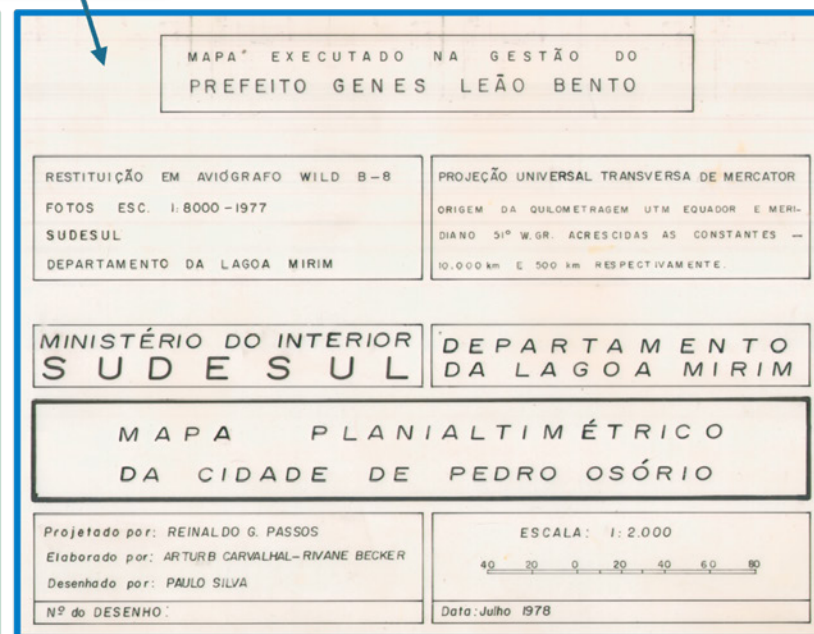 MAPA EXECUTADO NA GESTÃO DO
PREFEITO GENES LEÃO BENTO
RESTITUIÇÃO EM AVIÓGRAFO WILD B-8
FOTOS ESC. 1:8000-1977
SUDESUL
DEPARTAMENTO DA LAGOA MIRIM
PROJEÇÃO UNIVERSAL TRANSVERSA DE MERCATOR
ORIGEM DA QUILOMETRAGEM UTM EQUADOR E MERI-
DIANO 51º W.GR. ACRESCIDAS AS CONSTANTES —
10.000 km E 500 km RESPECTIVAMENTE.
MINISTÉRIO DO INTERIOR
SUDESUL
DEPARTAMENTO
DA LAGOA MIRIM
MAPA PLANIALTIMÉTRICO
DA CIDADE DE PEDRO OSÓRIO
Projetado por: REINALDO G. PASSOS
Elaborado por: ARTURB CARVALHAL-RIVANE BECKER
Desenhado por: PAULO SILVA
Nº do DESENHO:
ESCALA: 1:2.000
40 20 0 20 40 60 80
Data: Julho 1978